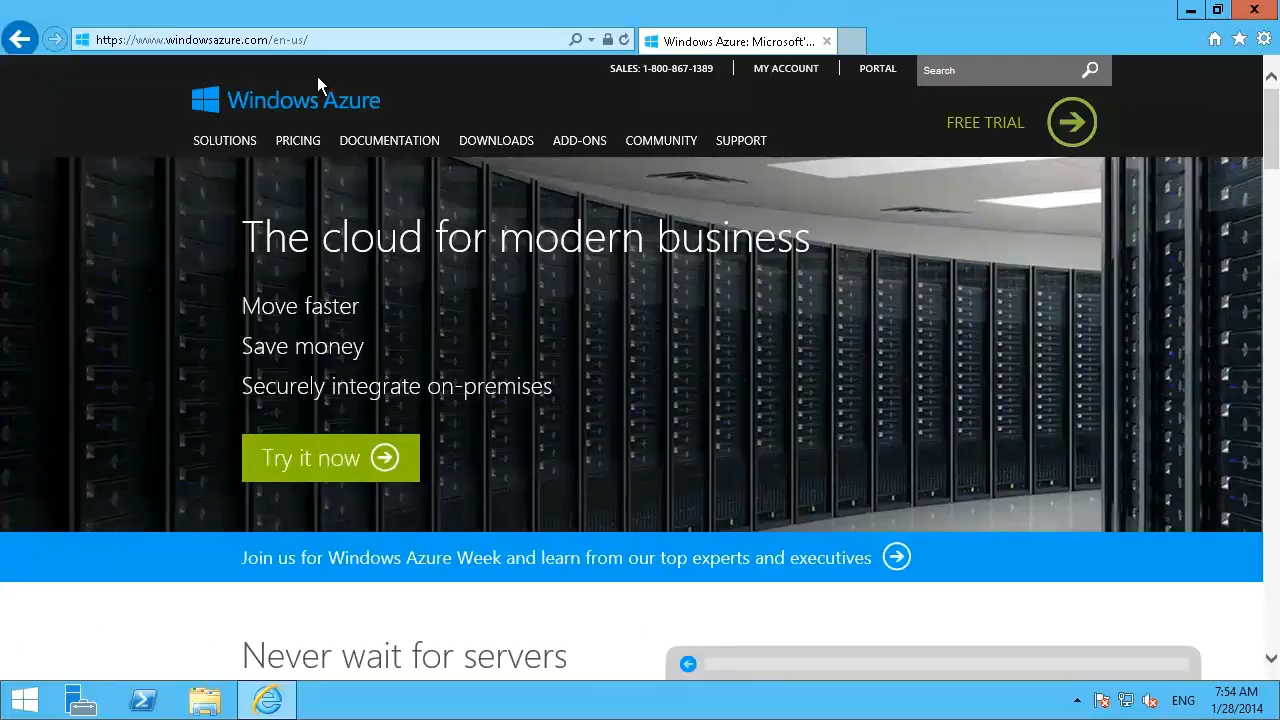 https://www.windowsazure.com/en-us/
Windows Azure: Microsoft'...
SALES: 1-800-867-1389
MY ACCOUNT
PORTAL
Search
Windows Azure
FREE TRIAL
SOLUTIONS PRICING DOCUMENTATION DOWNLOADS ADD-ONS COMMUNITY SUPPORT
The cloud for modern business
Move faster
Save money
Securely integrate on-premises
Try it now
Join us for Windows Azure Week and learn from our top experts and executives
Never wait for servers
ENG
7:54 AM
1/28/2014